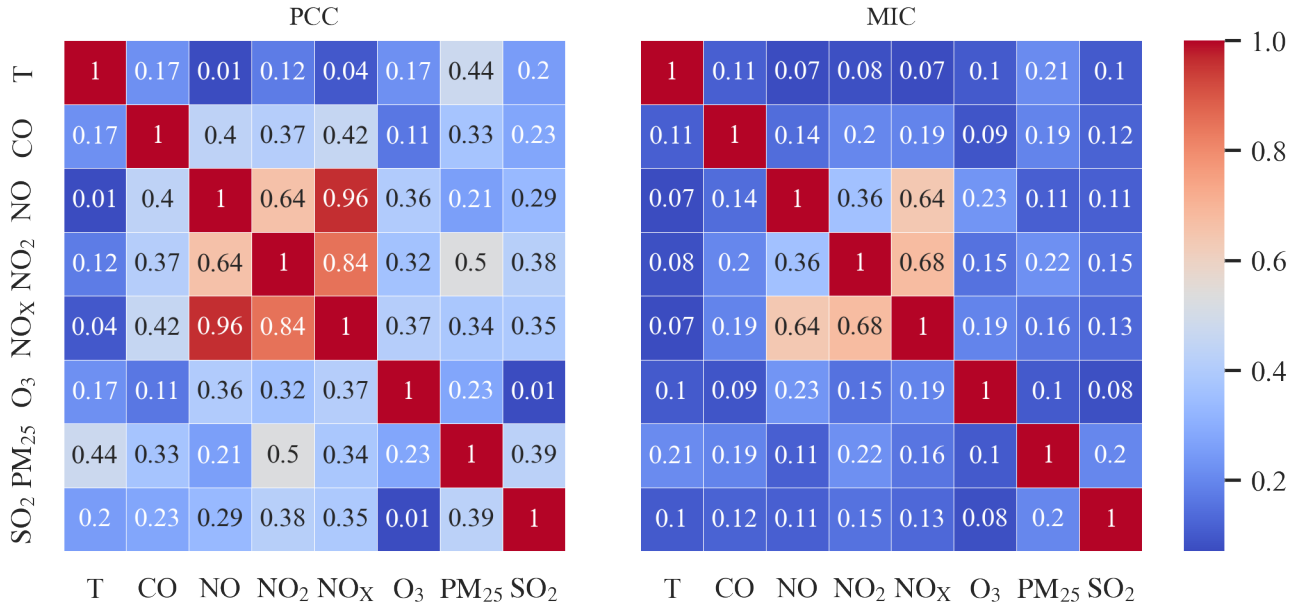 PCC MIC
T 1 0.17 0.01 0.12 0.04 0.17 0.44 0.2 1 0.11 0.07 0.08 0.07 0.1 0.21 0.1 1.0
CO 0.17 1 0.4 0.37 0.42 0.11 0.33 0.23 0.11 1 0.14 0.2 0.19 0.09 0.19 0.12 0.8
NO 0.01 0.4 1 0.64 0.96 0.36 0.21 0.29 0.07 0.14 1 0.36 0.64 0.23 0.11 0.11
NO₂ 0.12 0.37 0.64 1 0.84 0.32 0.5 0.38 0.08 0.2 0.36 1 0.68 0.15 0.22 0.15 0.6
NOₓ 0.04 0.42 0.96 0.84 1 0.37 0.34 0.35 0.07 0.19 0.64 0.68 1 0.19 0.16 0.13
O₃ 0.17 0.11 0.36 0.32 0.37 1 0.23 0.01 0.1 0.09 0.23 0.15 0.19 1 0.1 0.08 0.4
PM₂₅ 0.44 0.33 0.21 0.5 0.34 0.23 1 0.39 0.21 0.19 0.11 0.22 0.16 0.1 1 0.2 0.2
SO₂ 0.2 0.23 0.29 0.38 0.35 0.01 0.39 1 0.1 0.12 0.11 0.15 0.13 0.08 0.2 1
T CO NO NO₂ NOₓ O₃ PM₂₅ SO₂ T CO NO NO₂ NOₓ O₃ PM₂₅ SO₂